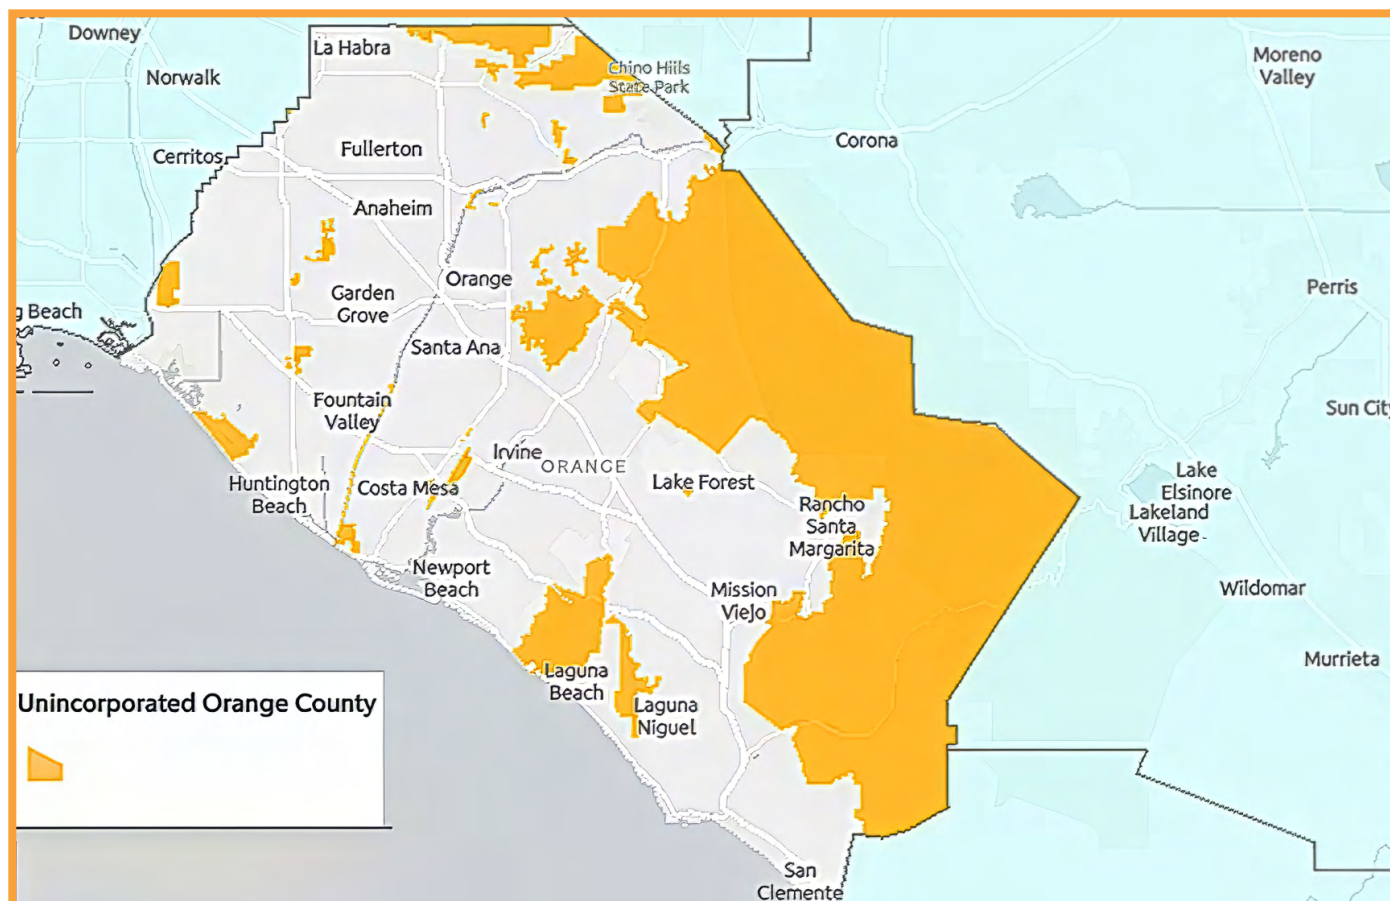 Downey
Norwalk
La Habra
Chino Hills
State Park
Moreno
Valley
Corona
Cerritos
Fullerton
Anaheim
Orange
Garden
Grove
Perris
g Beach
Santa Ana
Fountain
Valley
Sun City
Irvine
ORANGE
Huntington
Beach
Costa Mesa
Lake Forest
Rancho
Santa
Margarita
Lake
Elsinore
Lakeland
Village
Newport
Beach
Mission
Viejo
Wildomar
Murrieta
Laguna
Beach
Laguna
Niguel
Unincorporated Orange County
San
Clemente